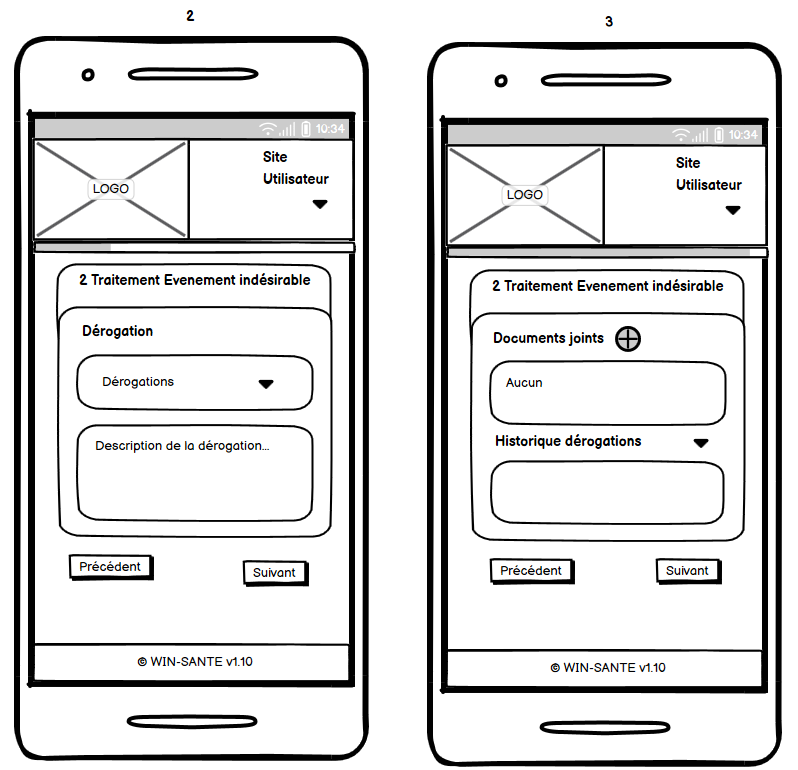 2
10:34
LOGO
Site
Utilisateur
2 Traitement Evenement indésirable
Dérogation
Dérogations
Description de la dérogation...
Précédent
Suivant
© WIN-SANTE v1.10
3
10:34
LOGO
Site
Utilisateur
2 Traitement Evenement indésirable
Documents joints
Aucun
Historique dérogations
Précédent
Suivant
© WIN-SANTE v1.10